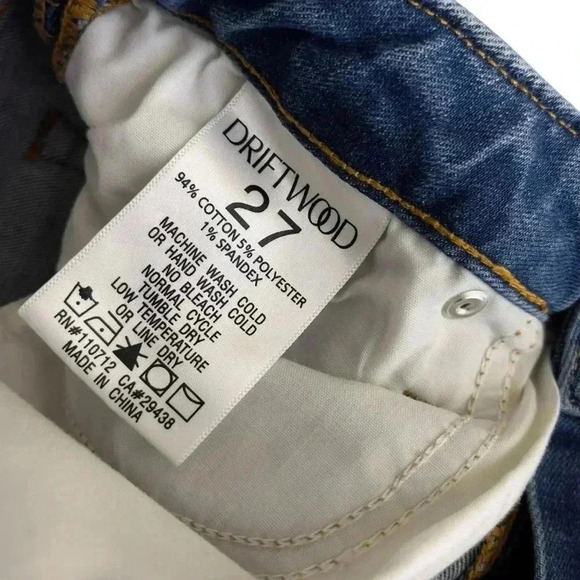 DRIFTWOOD
27
94% COTTON 5% POLYESTER
1% SPANDEX
MACHINE WASH COLD
OR HAND WASH COLD
NO BLEACH
NORMAL CYCLE
TUMBLE DRY
LOW TEMPERATURE
OR LINE DRY
RN#110712 CA#29438
MADE IN
CHINA